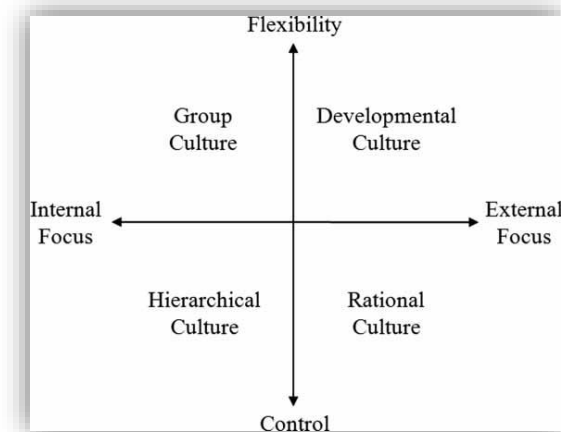 Flexibility
Group
Culture
Developmental
Culture
Internal
Focus
External
Focus
Hierarchical
Culture
Rational
Culture
Control